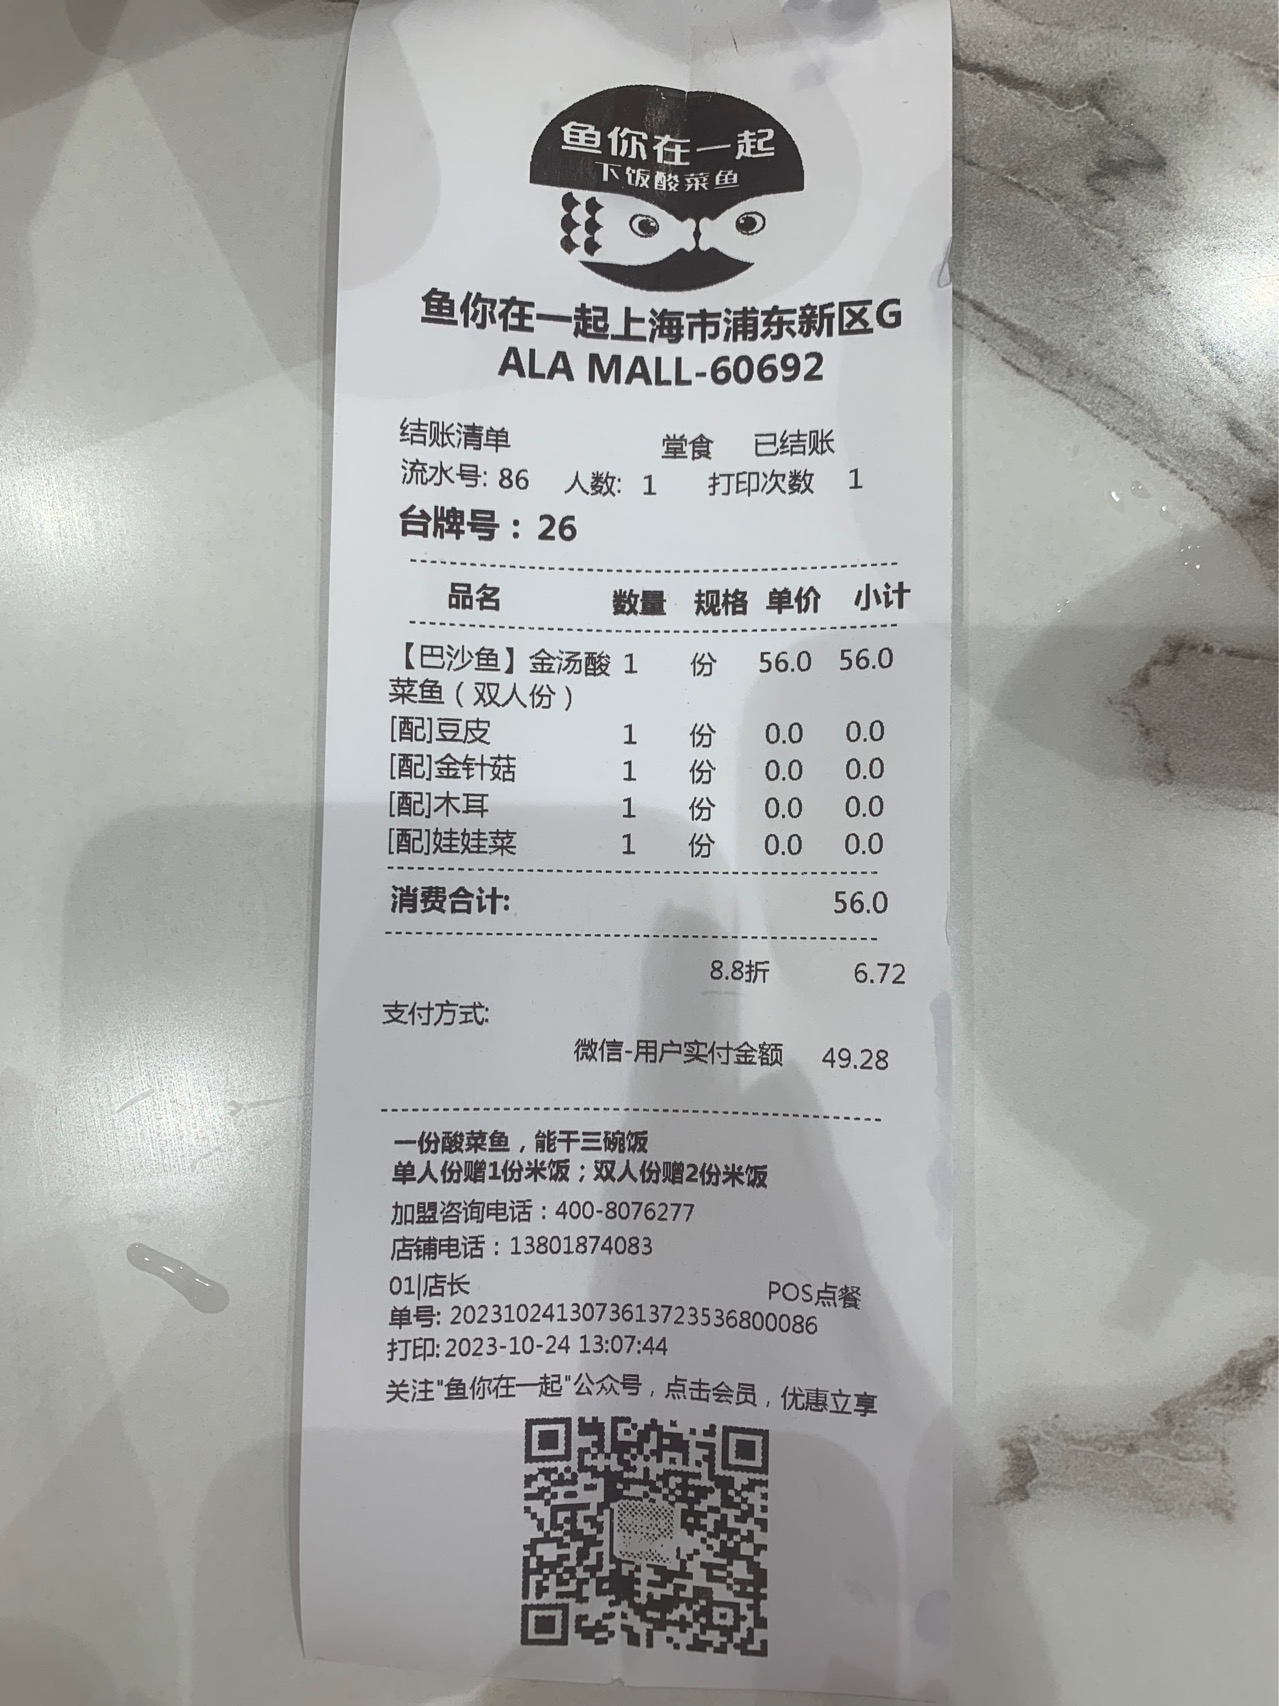 鱼你在一起
下饭酸菜鱼
鱼你在一起上海市浦东新区G
ALA MALL-60692
结账清单 堂食 已结账
流水号: 86 人数: 1 打印次数 1
台牌号：26
品名 数量 规格 单价 小计
【巴沙鱼】金汤酸 1 份 56.0 56.0
菜鱼（双人份）
[配]豆皮 1 份 0.0 0.0
[配]金针菇 1 份 0.0 0.0
[配]木耳 1 份 0.0 0.0
[配]娃娃菜 1 份 0.0 0.0
消费合计: 56.0
8.8折 6.72
支付方式:
微信-用户实付金额 49.28
一份酸菜鱼，能干三碗饭
单人份赠1份米饭；双人份赠2份米饭
加盟咨询电话：400-8076277
店铺电话：13801874083
01|店长 POS点餐
单号: 2023102413073613723536800086
打印: 2023-10-24 13:07:44
关注"鱼你在一起"公众号，点击会员，优惠立享